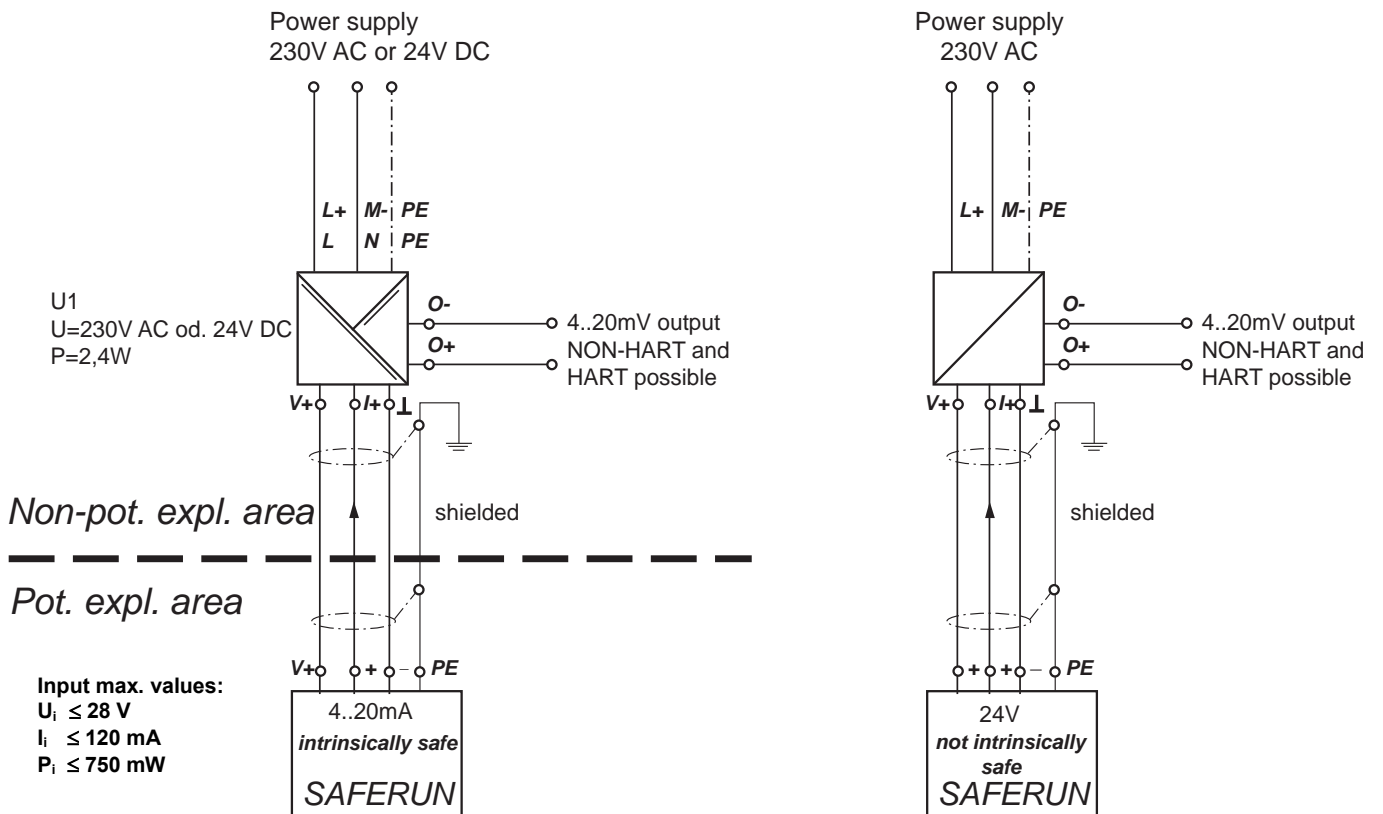 Power supply
230V AC or 24V DC
L+ M- PE
L N PE
U1
U=230V AC od. 24V DC
P=2,4W
O-
O+
4..20mV output
NON-HART and
HART possible
V+ I+ ⊥
shielded
Non-pot. expl. area
Pot. expl. area
Input max. values:
Ui ≤ 28 V
Ii ≤ 120 mA
Pi ≤ 750 mW
V+ + - PE
4..20mA
intrinsically safe
SAFERUN
Power supply
230V AC
L+ M- PE
O-
O+
4..20mV output
NON-HART and
HART possible
V+ I+ ⊥
shielded
+ + - PE
24V
not intrinsically
safe
SAFERUN